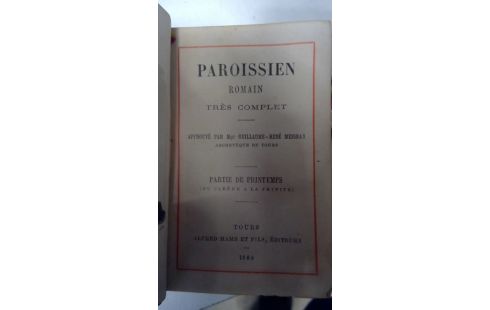 PAROISSIEN
ROMAIN
TRÈS COMPLET
APPROUVÉ PAR Mgr GUILLAUME-RENÉ MEIGNAN
ARCHEVÊQUE DE TOURS
PARTIE DE PRINTEMPS
(DU CARÊME A LA TRINITÉ)
TOURS
ALFRED MAME ET FILS, ÉDITEURS